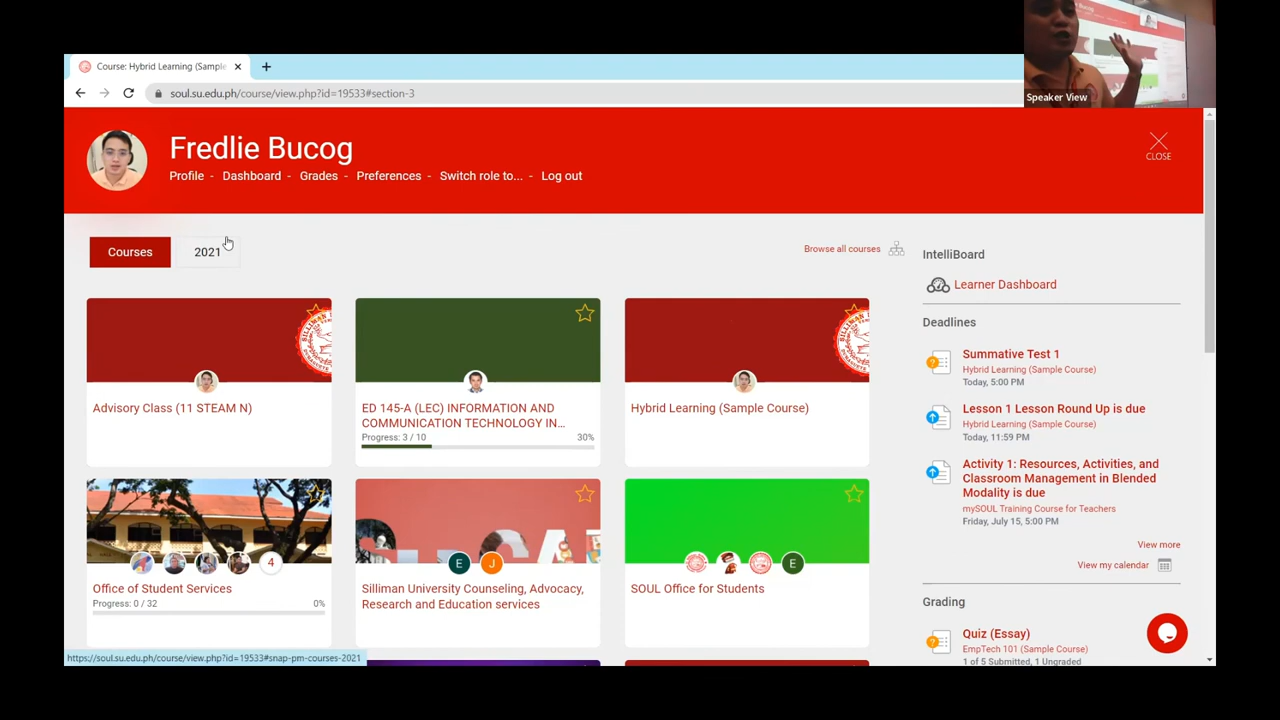 Course: Hybrid Learning (Sample
soul.su.edu.ph/course/view.php?id=19533#section-3
Speaker View
Fredlie Bucog
Profile - Dashboard - Grades - Preferences - Switch role to... - Log out
CLOSE
Courses
2021
Browse all courses
Advisory Class (11 STEAM N)
ED 145-A (LEC) INFORMATION AND
COMMUNICATION TECHNOLOGY IN...
Progress: 3 / 10
30%
Hybrid Learning (Sample Course)
4
Office of Student Services
Progress: 0 / 32
0%
E
J
Silliman University Counseling, Advocacy,
Research and Education services
E
SOUL Office for Students
IntelliBoard
Learner Dashboard
Deadlines
Summative Test 1
Hybrid Learning (Sample Course)
Today, 5:00 PM
Lesson 1 Lesson Round Up is due
Hybrid Learning (Sample Course)
Today, 11:59 PM
Activity 1: Resources, Activities, and
Classroom Management in Blended
Modality is due
mySOUL Training Course for Teachers
Friday, July 15, 5:00 PM
View more
View my calendar
Grading
Quiz (Essay)
EmpTech 101 (Sample Course)
1 of 5 Submitted, 1 Ungraded
https://soul.su.edu.ph/course/view.php?id=19533#snap-pm-courses-2021